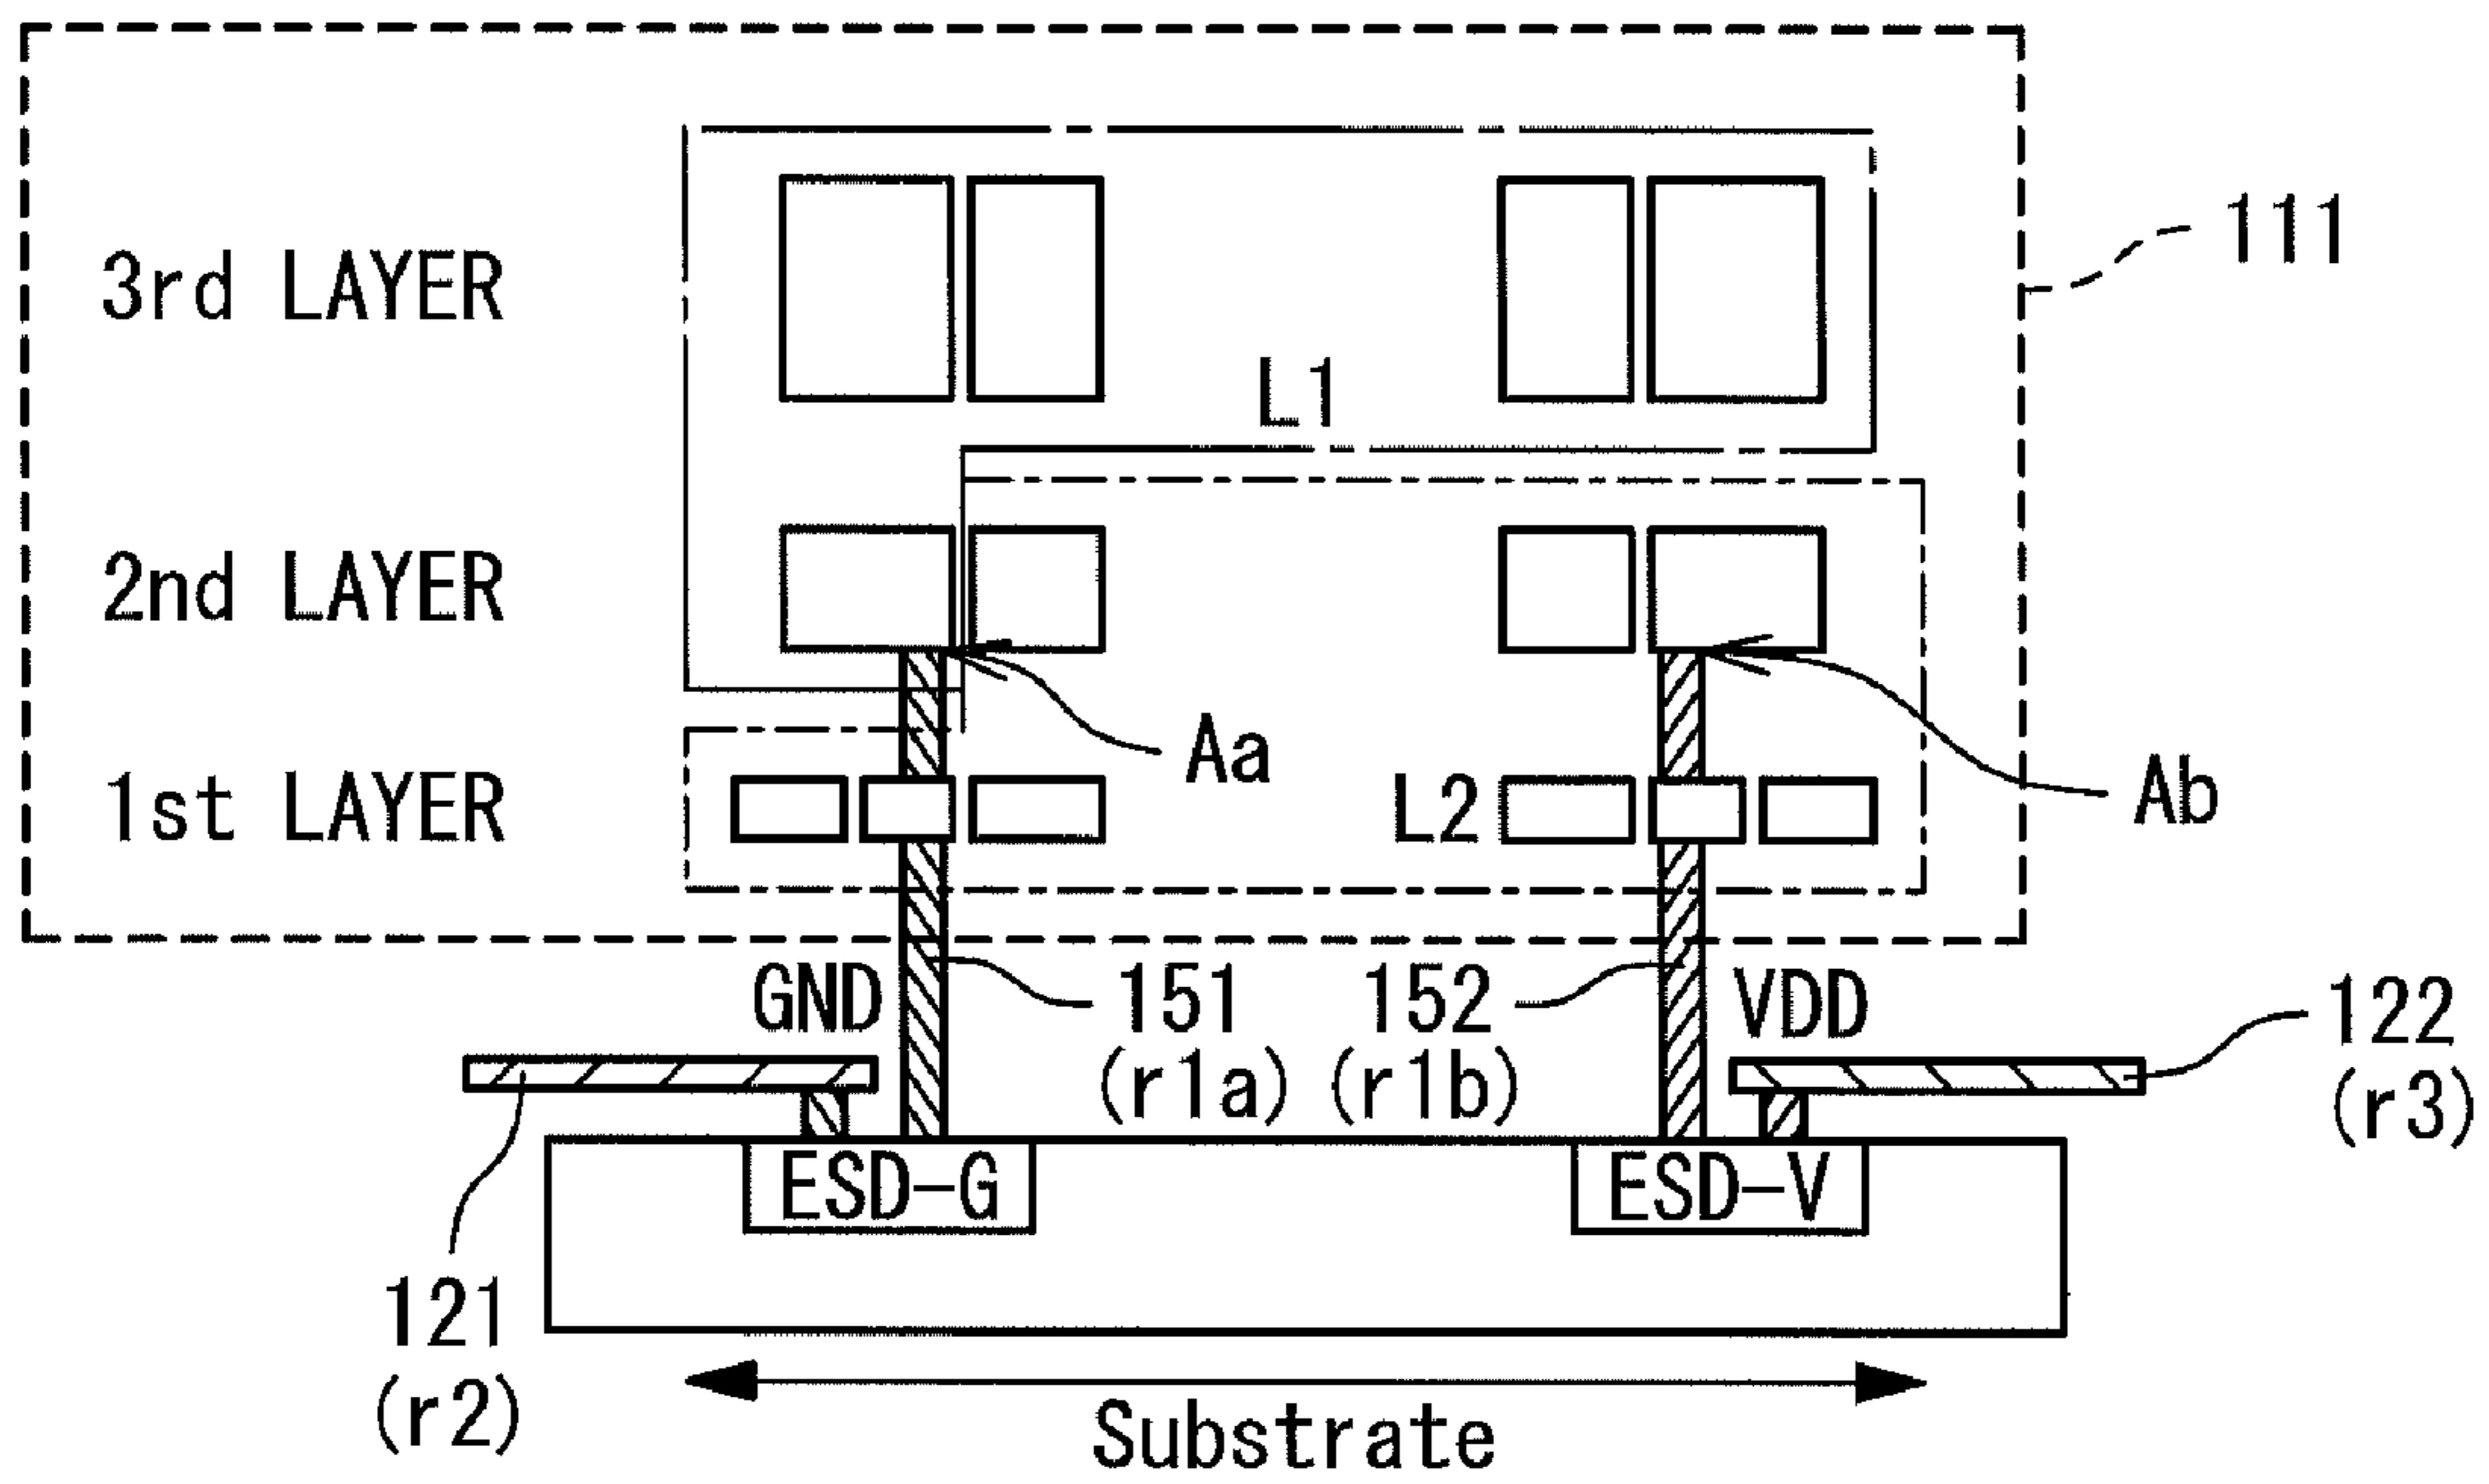 111
3rd LAYER
L1
2nd LAYER
Aa
Ab
1st LAYER
L2
GND
151
152
VDD
122
(r1a)
(r1b)
(r3)
ESD-G
ESD-V
121
(r2)
Substrate